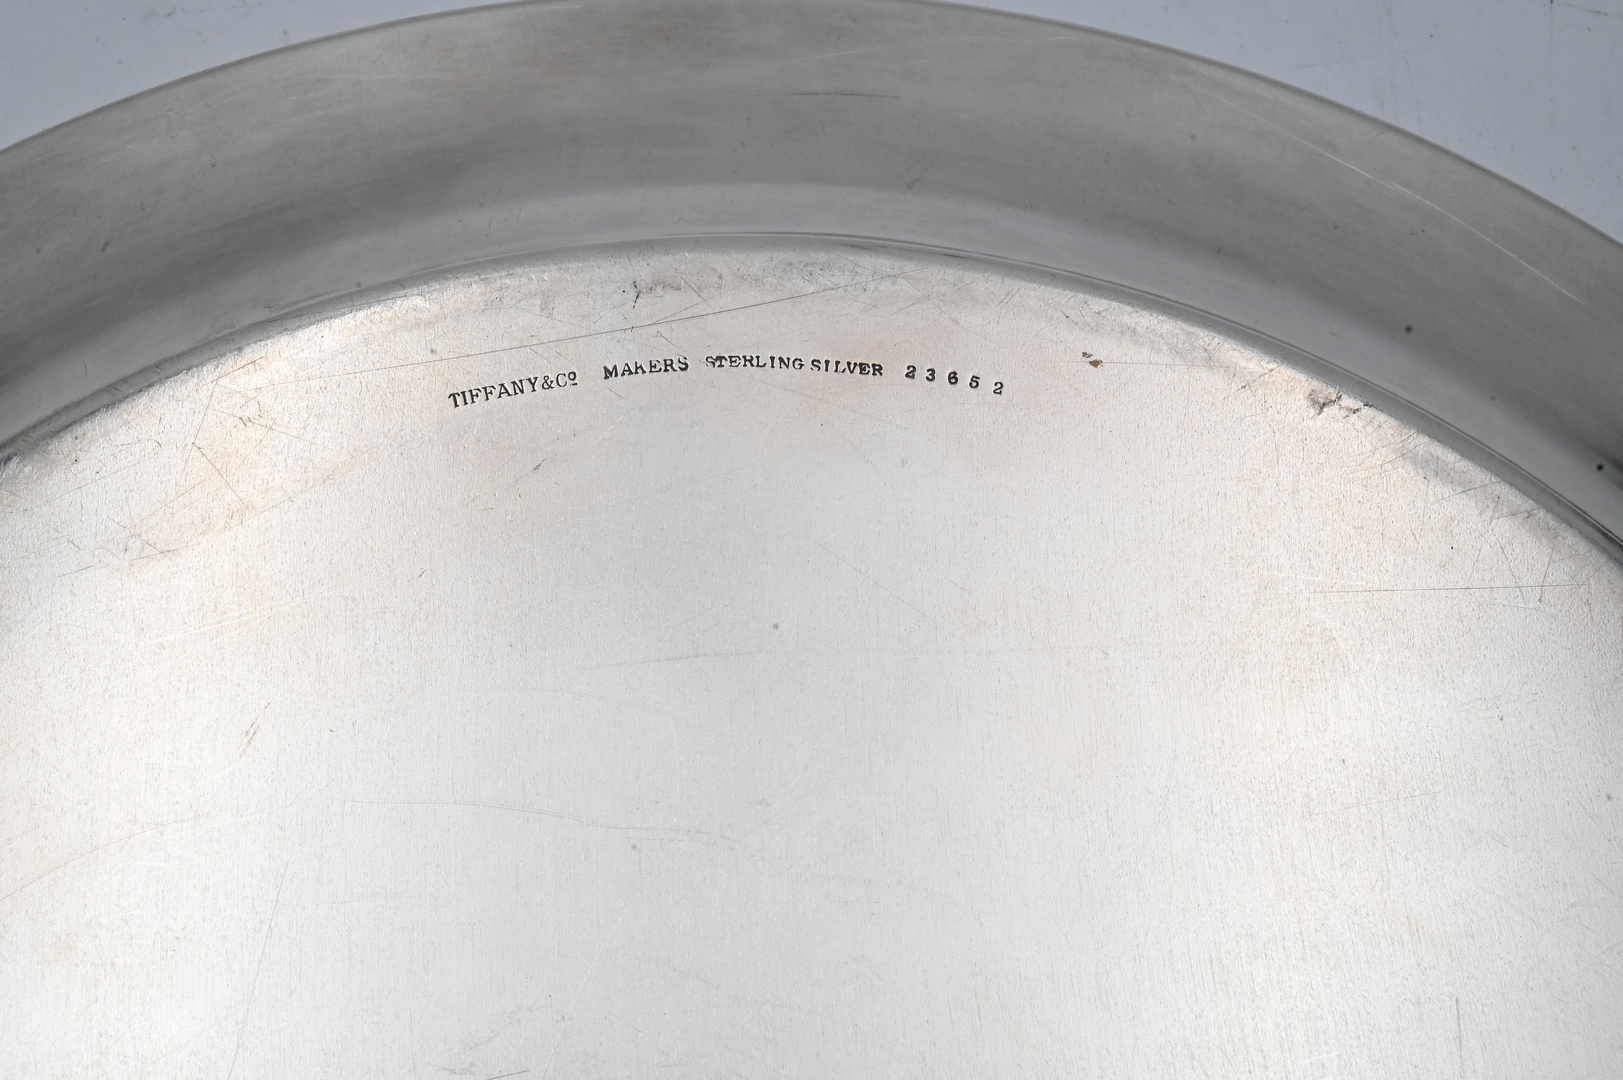 TIFFANY & Cº MAKERS STERLING SILVER 23652